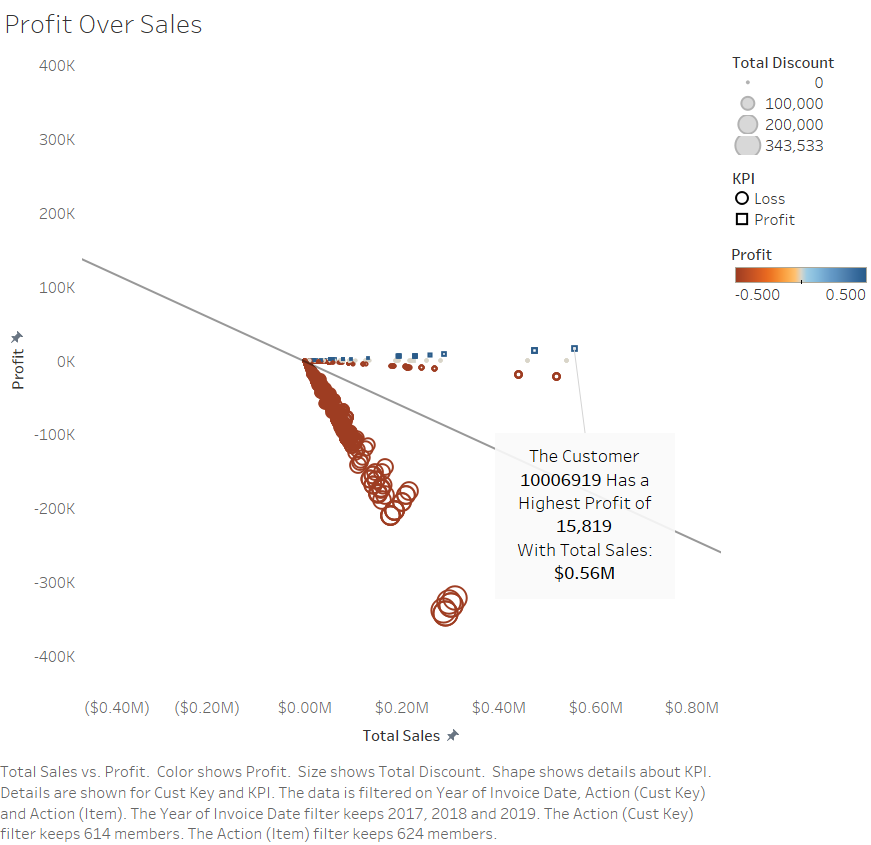 Profit Over Sales
400K
300K
200K
100K
0K
-100K
-200K
-300K
-400K
Profit
($0.40M) ($0.20M) $0.00M $0.20M $0.40M $0.60M $0.80M
Total Sales
The Customer
10006919 Has a
Highest Profit of
15,819
With Total Sales:
$0.56M
Total Discount
0
100,000
200,000
343,533
KPI
Loss
Profit
Profit
-0.500 0.500
Total Sales vs. Profit. Color shows Profit. Size shows Total Discount. Shape shows details about KPI.
Details are shown for Cust Key and KPI. The data is filtered on Year of Invoice Date, Action (Cust Key)
and Action (Item). The Year of Invoice Date filter keeps 2017, 2018 and 2019. The Action (Cust Key)
filter keeps 614 members. The Action (Item) filter keeps 624 members.